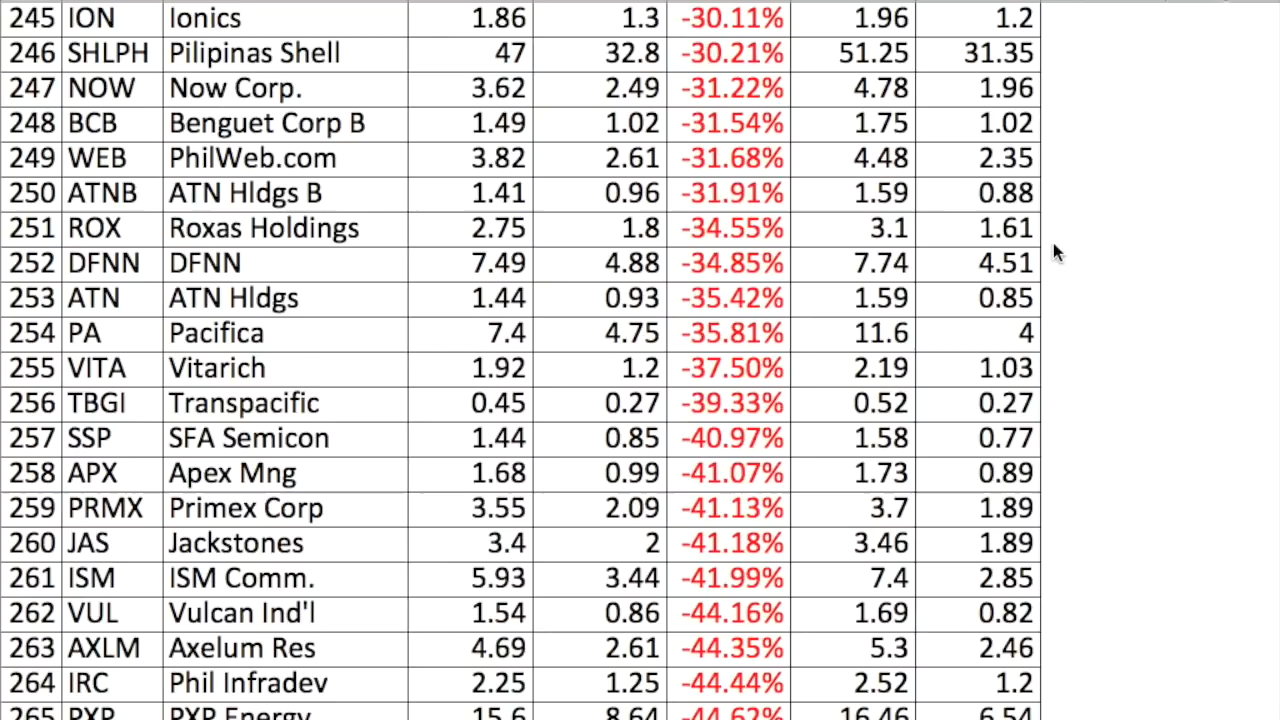 245 ION Ionics 1.86 1.3 -30.11% 1.96 1.2
246 SHLPH Pilipinas Shell 47 32.8 -30.21% 51.25 31.35
247 NOW Now Corp. 3.62 2.49 -31.22% 4.78 1.96
248 BCB Benguet Corp B 1.49 1.02 -31.54% 1.75 1.02
249 WEB PhilWeb.com 3.82 2.61 -31.68% 4.48 2.35
250 ATNB ATN Hldgs B 1.41 0.96 -31.91% 1.59 0.88
251 ROX Roxas Holdings 2.75 1.8 -34.55% 3.1 1.61
252 DFNN DFNN 7.49 4.88 -34.85% 7.74 4.51
253 ATN ATN Hldgs 1.44 0.93 -35.42% 1.59 0.85
254 PA Pacifica 7.4 4.75 -35.81% 11.6 4
255 VITA Vitarich 1.92 1.2 -37.50% 2.19 1.03
256 TBGI Transpacific 0.45 0.27 -39.33% 0.52 0.27
257 SSP SFA Semicon 1.44 0.85 -40.97% 1.58 0.77
258 APX Apex Mng 1.68 0.99 -41.07% 1.73 0.89
259 PRMX Primex Corp 3.55 2.09 -41.13% 3.7 1.89
260 JAS Jackstones 3.4 2 -41.18% 3.46 1.89
261 ISM ISM Comm. 5.93 3.44 -41.99% 7.4 2.85
262 VUL Vulcan Ind'l 1.54 0.86 -44.16% 1.69 0.82
263 AXLM Axelum Res 4.69 2.61 -44.35% 5.3 2.46
264 IRC Phil Infradev 2.25 1.25 -44.44% 2.52 1.2
265 PXP PXP Energy 15.6 8.64 -44.62% 16.46 6.54